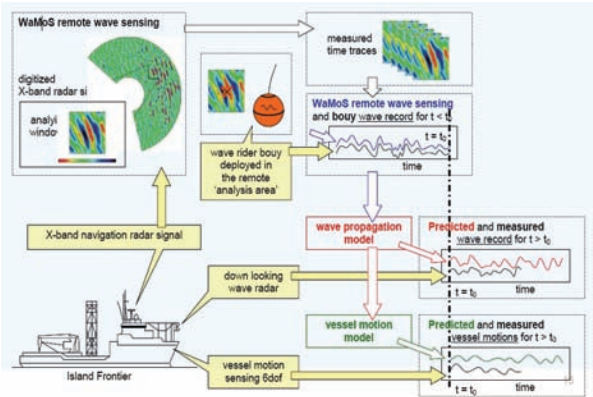 WaMoS remote wave sensing
digitized
X-band radar si
analyi
windo
measured
time traces
WaMoS remote wave sensing
and bouy wave record for t < t₀
t = t₀
time
wave rider bouy
deployed in
the remote
'analysis area'
X-band navigation radar signal
wave propagation
model
Predicted and measured
wave record for t > t₀
t = t₀
time
down looking
wave radar
vessel motion
model
Predicted and measured
vessel motions for t > t₀
t = t₀
time
vessel motion
sensing 6dof
Island Frontier